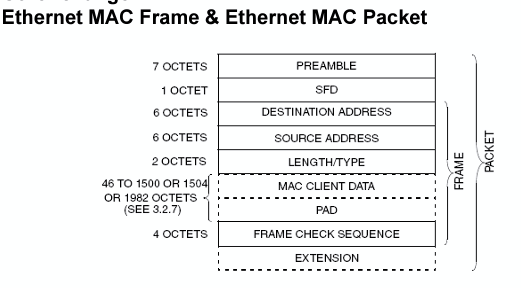 Ethernet MAC Frame & Ethernet MAC Packet
7 OCTETS PREAMBLE
1 OCTET SFD
6 OCTETS DESTINATION ADDRESS
6 OCTETS SOURCE ADDRESS
2 OCTETS LENGTH/TYPE
46 TO 1500 OR 1504
OR 1982 OCTETS
(SEE 3.2.7)
MAC CLIENT DATA
PAD
4 OCTETS FRAME CHECK SEQUENCE
EXTENSION
FRAME
PACKET